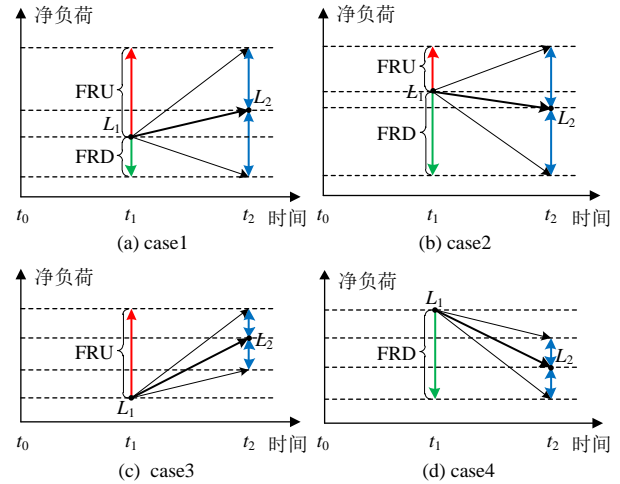 净负荷
FRU
L1
L2
FRD
t0
t1
t2
时间
(a) case1
净负荷
FRU
L1
L2
FRD
t0
t1
t2
时间
(b) case2
净负荷
FRU
L2
L1
t0
t1
t2
时间
(c) case3
净负荷
L1
FRD
L2
t0
t1
t2
时间
(d) case4